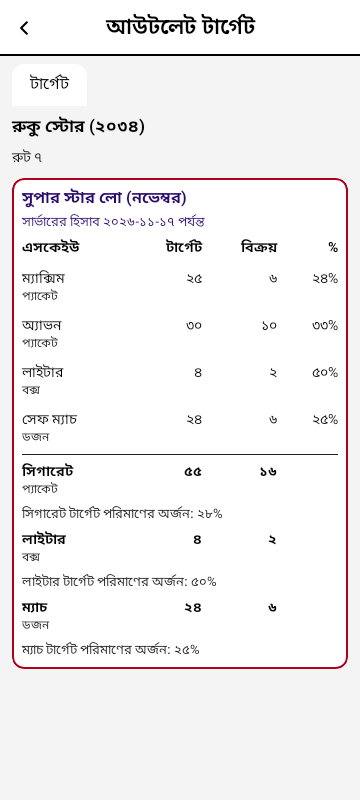 আউটলেট টার্গেট
টার্গেট
রুকু স্টোর (২০৩৪)
রুট ৭
সুপার স্টার লো (নভেম্বর)
সার্ভারের হিসাব ২০২৬-১১-১৭ পর্যন্ত
এসকেইউ টার্গেট বিক্রয় %
ম্যাক্সিম ২৫ ৬ ২৪%
প্যাকেট
অ্যাভন ৩০ ১০ ৩৩%
প্যাকেট
লাইটার ৪ ২ ৫০%
বক্স
সেফ ম্যাচ ২৪ ৬ ২৫%
ডজন
সিগারেট ৫৫ ১৬
প্যাকেট
সিগারেট টার্গেট পরিমাণের অর্জন: ২৮%
লাইটার ৪ ২
বক্স
লাইটার টার্গেট পরিমাণের অর্জন: ৫০%
ম্যাচ ২৪ ৬
ডজন
ম্যাচ টার্গেট পরিমাণের অর্জন: ২৫%